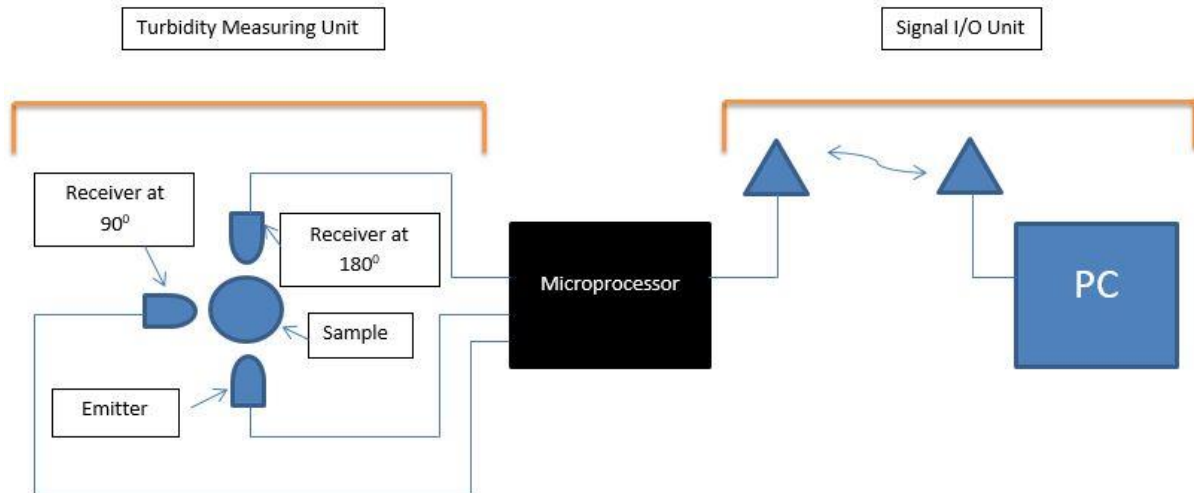 Turbidity Measuring Unit
Signal I/O Unit
Receiver at
90⁰
Receiver at
180⁰
Microprocessor
PC
Sample
Emitter